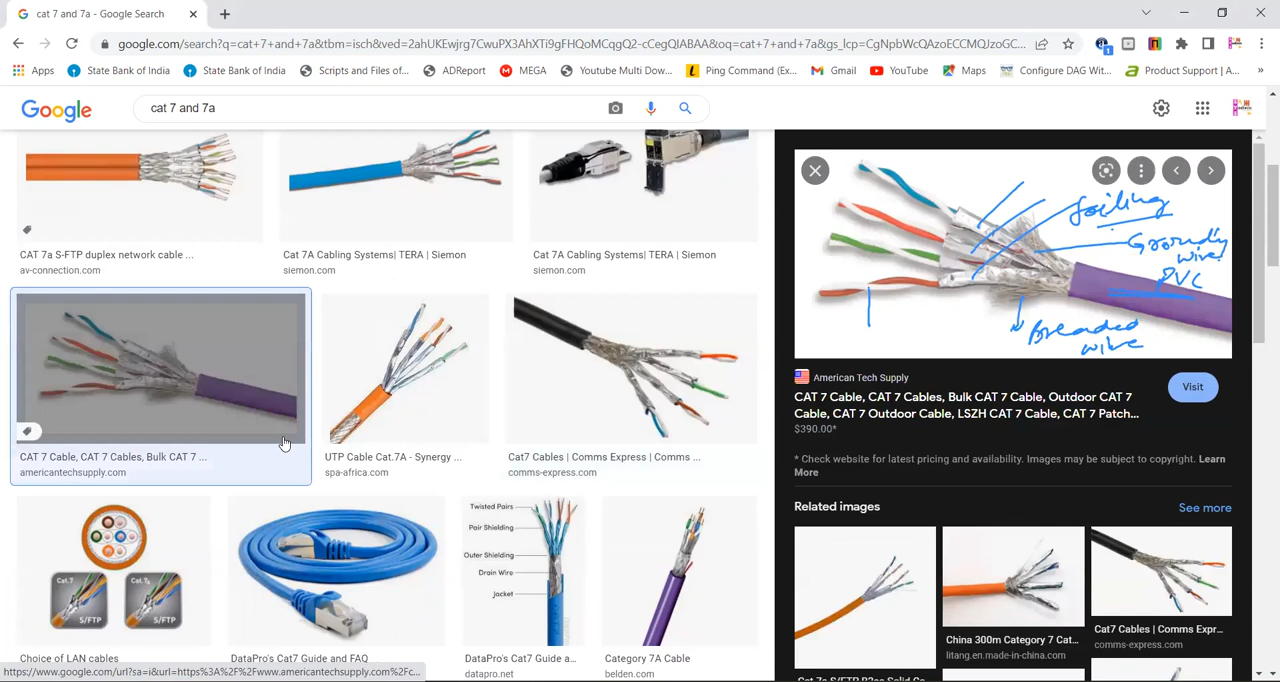 cat 7 and 7a - Google Search
google.com/search?q=cat+7+and+7a&tbm=isch&ved=2ahUKEwjrg7CwuPX3AhXTi9gFHQoMCqgQ2-cCegQIABAA&oq=cat+7+and+7a&gs_lcp=CgNpbWcQAzoECCMQJzoGC...
Apps State Bank of India State Bank of India Scripts and Files of... ADReport MEGA Youtube Multi Dow... Ping Command (Ex... Gmail YouTube Maps Configure DAG Wit... Product Support | A... »
Google cat 7 and 7a
CAT 7a S-FTP duplex network cable ...
av-connection.com
CAT 7A Cabling Systems| TERA | Siemon
siemon.com
CAT 7A Cabling Systems| TERA | Siemon
siemon.com
CAT 7 Cable, CAT 7 Cables, Bulk CAT 7 ...
americantechsupply.com
UTP Cable Cat.7A - Synergy ...
spa-africa.com
Cat7 Cables | Comms Express | Comms ...
comms-express.com
Twisted Pairs
Pair Shielding
Outer Shielding
Drain Wire
Jacket
Cat.7 Cat.7A
S/FTP S/FTP
Choice of LAN cables
DataPro's Cat7 Guide and FAQ
DataPro's Cat7 Guide a...
datapro.net
Category 7A Cable
belden.com
https://www.google.com/url?sa=i&url=https%3A%2F%2Fwww.americantechsupply.com%2Fc...
foiling
Groundig
wire
PVC
Breaded
wire
American Tech Supply
CAT 7 Cable, CAT 7 Cables, Bulk CAT 7 Cable, Outdoor CAT
7 Cable, CAT 7 Outdoor Cable, LSZH CAT 7 Cable, CAT 7 Patch...
$390.00*
Visit
* Check website for latest pricing and availability. Images may be subject to copyright. Learn
More
Related images
See more
China 300m Category 7 Cat...
litang.en.made-in-china.com
Cat7 Cables | Comms Expr...
comms-express.com